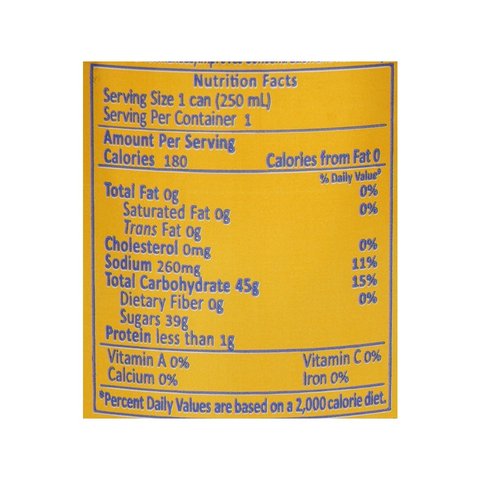 Nutrition Facts
Serving Size 1 can (250 mL)
Serving Per Container 1
Amount Per Serving
Calories 180 Calories from Fat 0
% Daily Value*
Total Fat 0g 0%
Saturated Fat 0g 0%
Trans Fat 0g
Cholesterol 0mg 0%
Sodium 260mg 11%
Total Carbohydrate 45g 15%
Dietary Fiber 0g 0%
Sugars 39g
Protein less than 1g
Vitamin A 0% Vitamin C 0%
Calcium 0% Iron 0%
*Percent Daily Values are based on a 2,000 calorie diet.